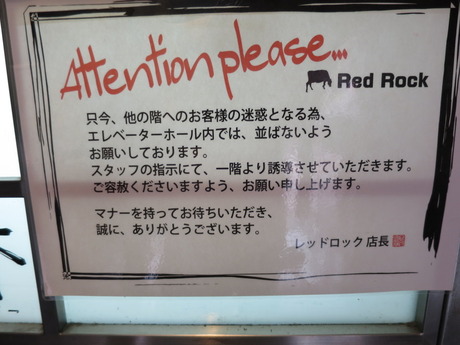 Attention please...
Red Rock
只今、他の階へのお客様の迷惑となる為、
エレベーターホール内では、並ばないよう
お願いしております。
スタッフの指示にて、一階より誘導させていただきます。
ご容赦くださいますよう、お願い申し上げます。
マナーを持ってお待ちいただき、
誠に、ありがとうございます。
レッドロック 店長